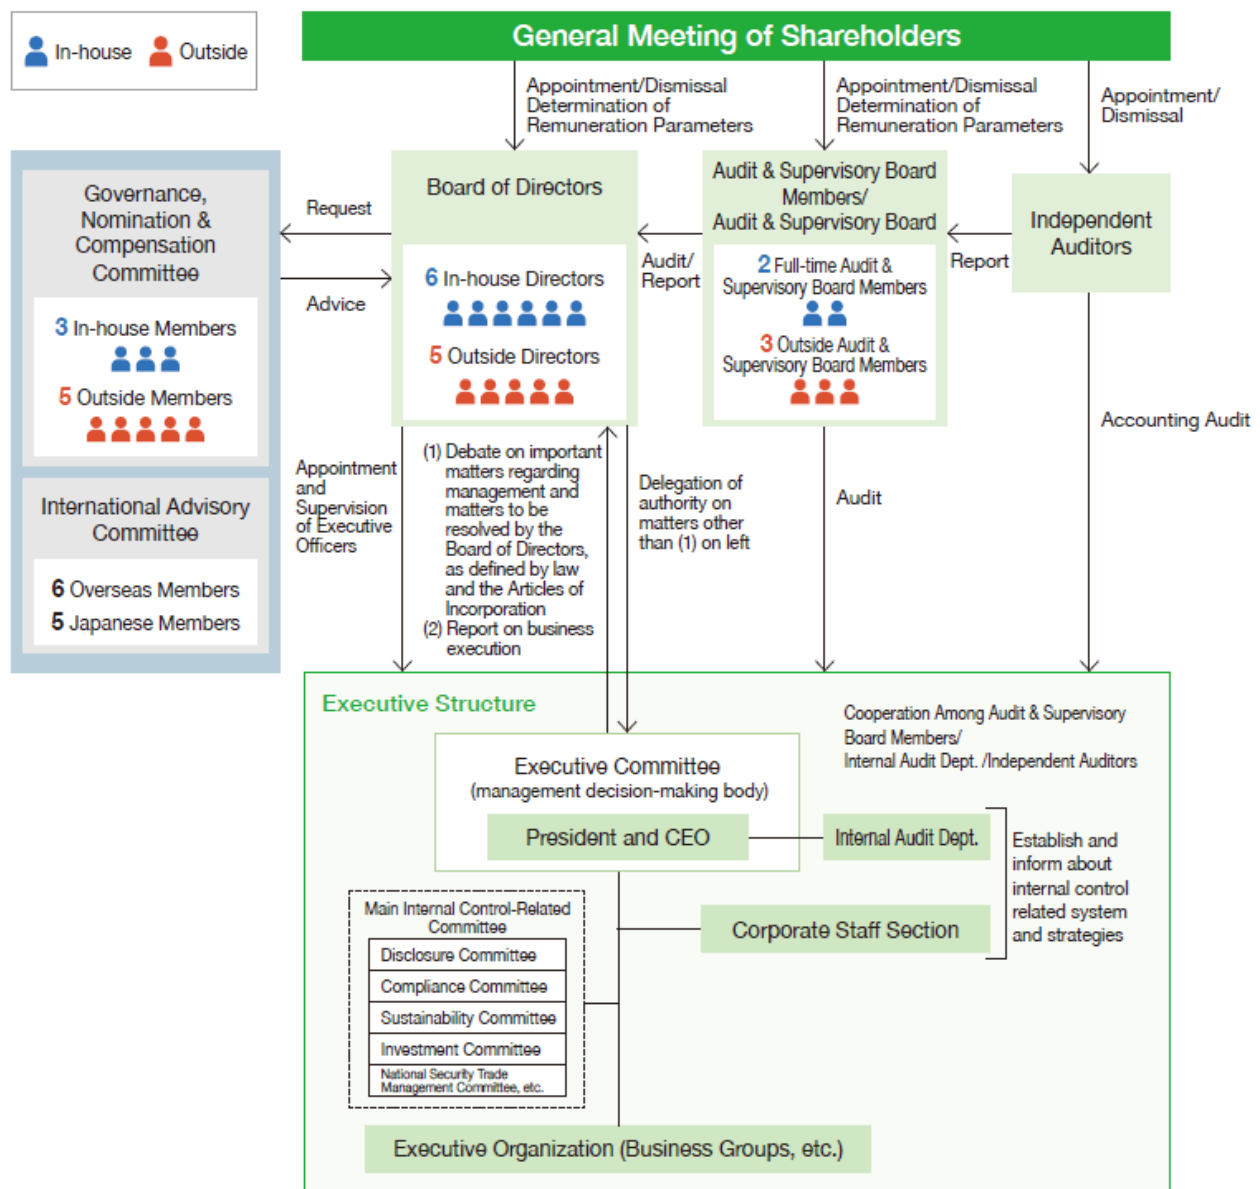 In-house
Outside
General Meeting of Shareholders
Appointment/Dismissal
Determination of
Remuneration Parameters
Appointment/Dismissal
Determination of
Remuneration Parameters
Appointment/
Dismissal
Governance,
Nomination &
Compensation
Committee
3 In-house Members
5 Outside Members
International Advisory
Committee
6 Overseas Members
5 Japanese Members
Request
Advice
Board of Directors
6 In-house Directors
5 Outside Directors
Audit/
Report
Audit & Supervisory Board
Members/
Audit & Supervisory Board
2 Full-time Audit &
Supervisory Board Members
3 Outside Audit &
Supervisory Board Members
Report
Independent
Auditors
Appointment
and
Supervision
of Executive
Officers
(1) Debate on important
matters regarding
management and
matters to be
resolved by the
Board of Directors,
as defined by law
and the Articles of
Incorporation
(2) Report on business
execution
Delegation of
authority on
matters other
than (1) on left
Audit
Accounting Audit
Executive Structure
Cooperation Among Audit & Supervisory
Board Members/
Internal Audit Dept. /Independent Auditors
Executive Committee
(management decision-making body)
President and CEO
Internal Audit Dept.
Corporate Staff Section
Establish and
inform about
internal control
related system
and strategies
Main Internal Control-Related
Committee
Disclosure Committee
Compliance Committee
Sustainability Committee
Investment Committee
National Security Trade
Management Committee, etc.
Executive Organization (Business Groups, etc.)